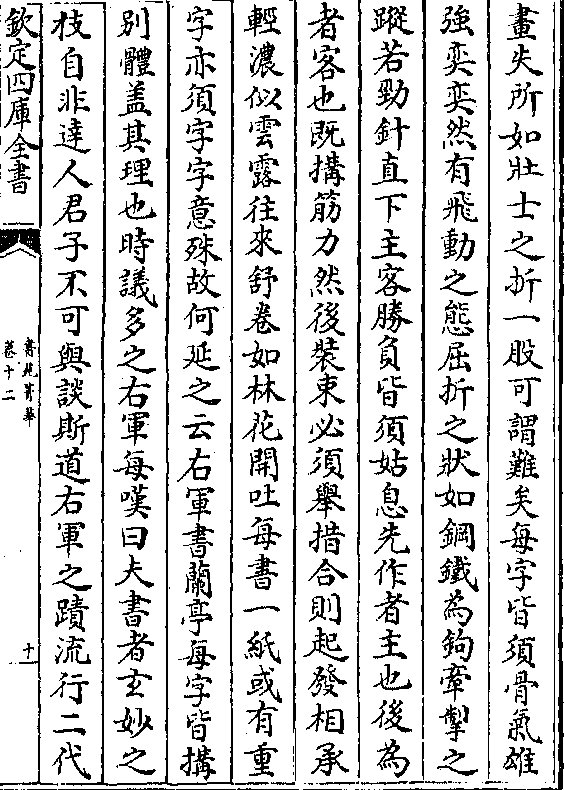 畫失所如壯士之折一股可謂難矣每字皆須骨氣雄
強奕奕然有飛動之態屈折之狀如鋼鐵為鉤牽掣之
蹤若勁針直下主客勝負皆須姑息先作者主也後為
者客也既搆筋力然後裝束必須舉措合則起發相承
輕濃似雲露往來舒卷如林花開吐每書一紙或有重
字亦須字字意殊故何延之云右軍書蘭亭每字皆搆
别體盖其理也時議多之右軍每嘆曰夫書者玄妙之
枝自非達人君子不可與談斯道右軍之蹟流行二代
欽定四庫全書
書苑菁華
卷十二
十一